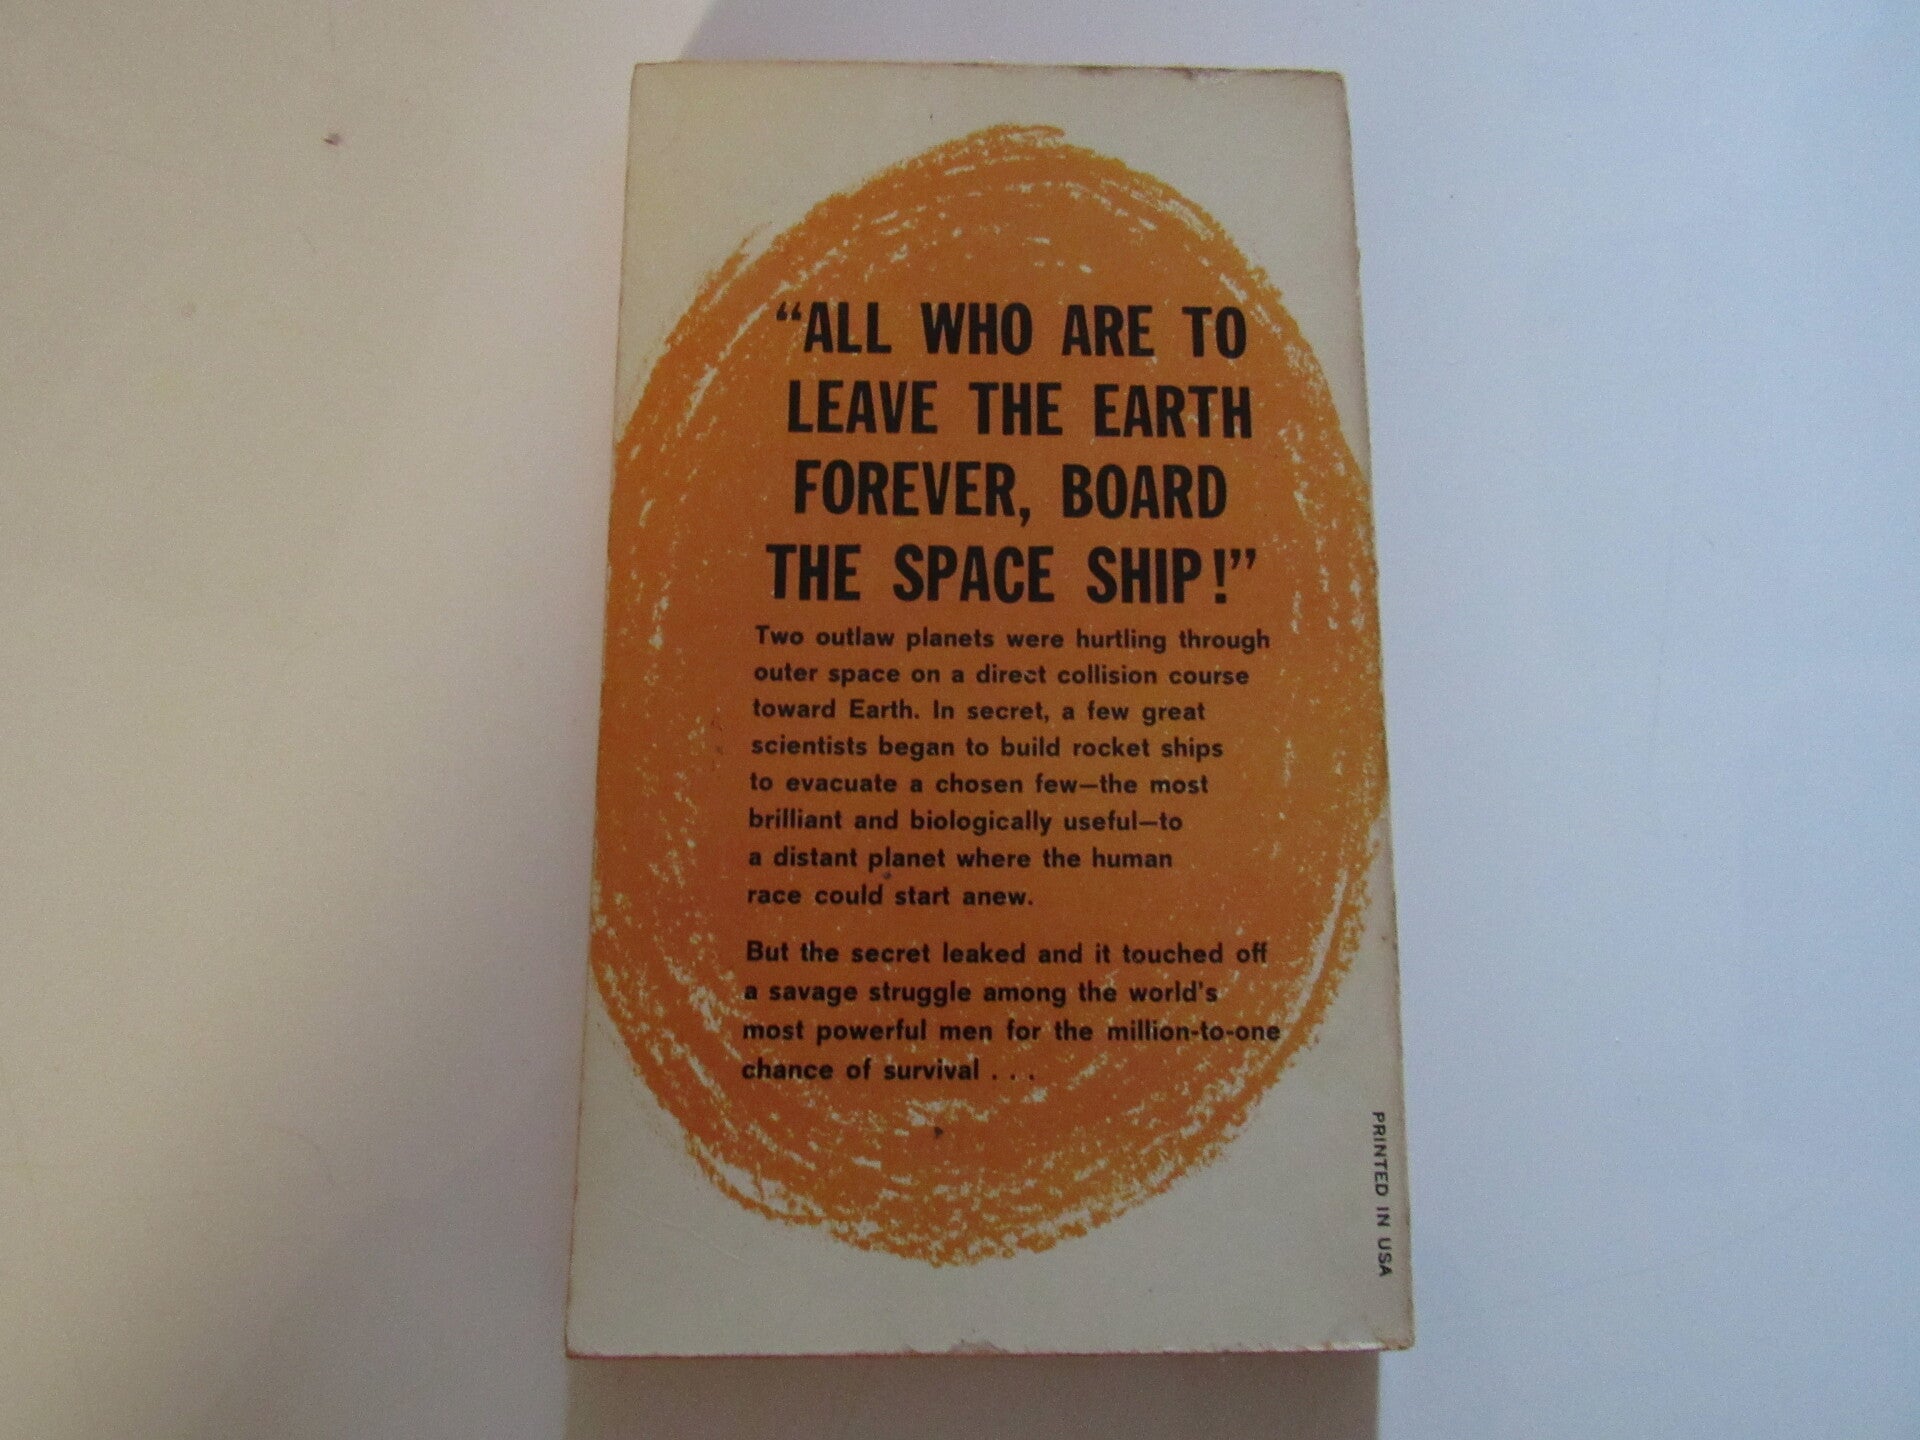 “ALL WHO ARE TO
LEAVE THE EARTH
FOREVER, BOARD
THE SPACE SHIP!”
Two outlaw planets were hurtling through
outer space on a direct collision course
toward Earth. In secret, a few great
scientists began to build rocket ships
to evacuate a chosen few—the most
brilliant and biologically useful—to
a distant planet where the human
race could start anew.
But the secret leaked and it touched off
a savage struggle among the world's
most powerful men for the million-to-one
chance of survival . . .
PRINTED IN USA